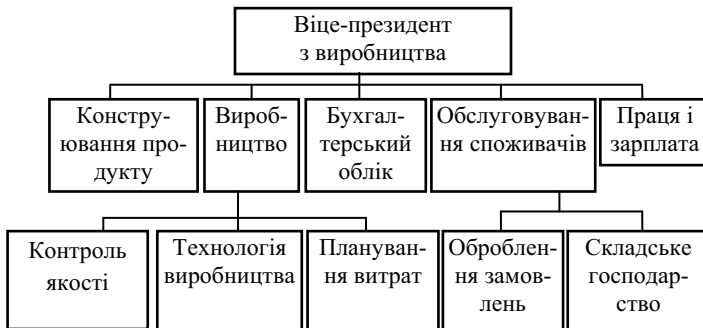 Віце-президент
з виробництва
Констру-
ювання про-
дукту
Вироб-
ництво
Бухгал-
терський
облік
Обслуговуван-
ня споживачів
Праця і
зарплата
Контроль
якості
Технологія
виробництва
Плануван-
ня витрат
Оброблен-
ня замов-
лень
Складське
господар-
ство